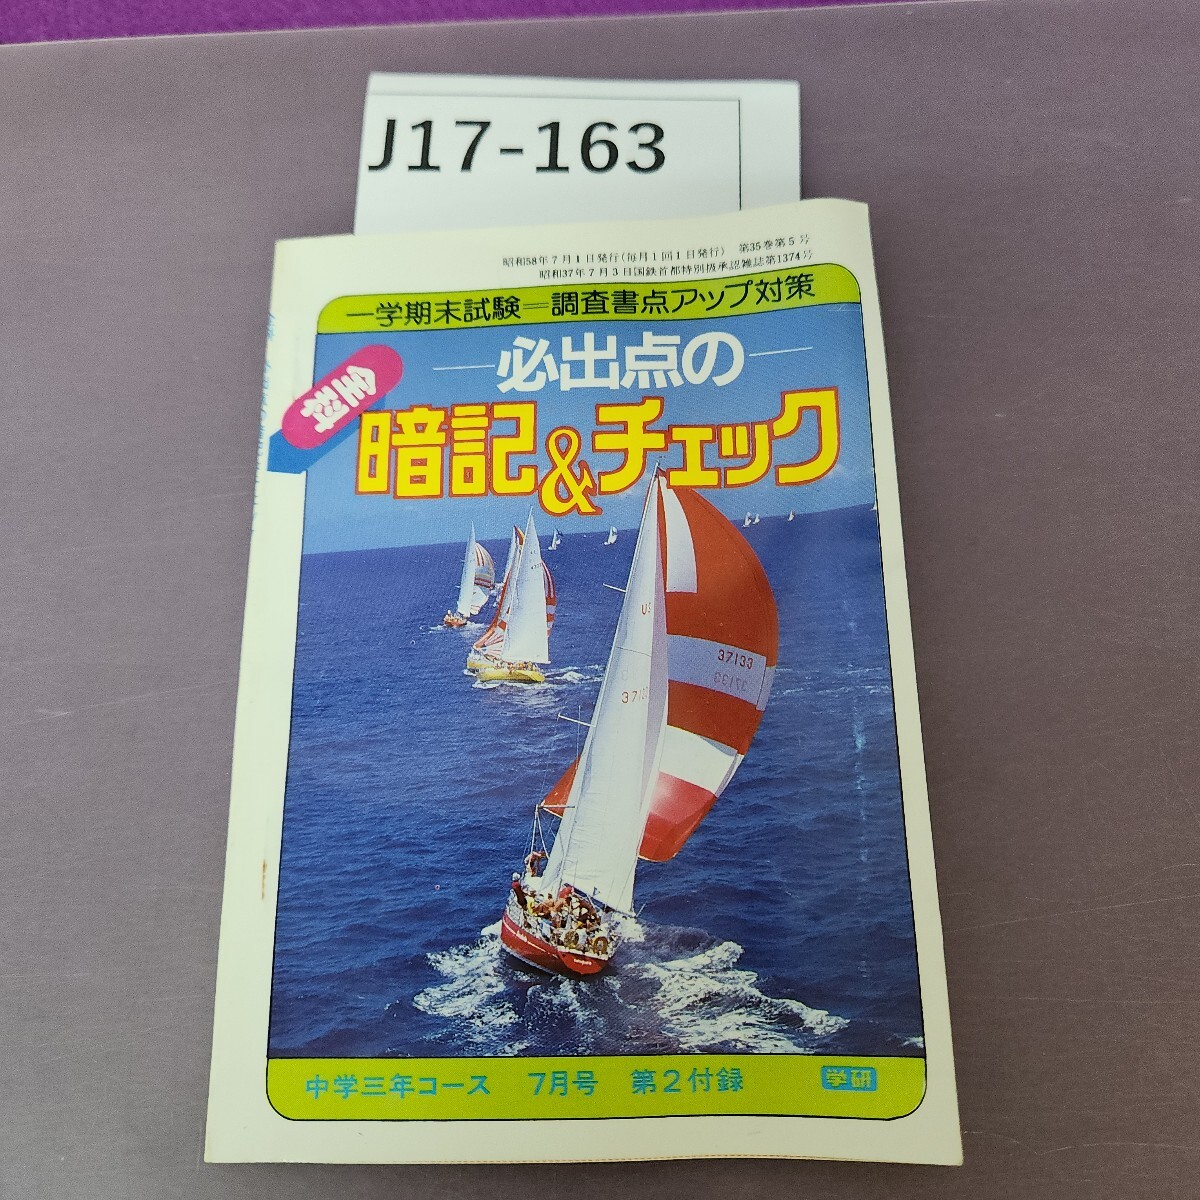 J17-163
昭和58年7月1日発行(毎月1回1日発行) 第35巻第5号
昭和37年7月3日国鉄首都特別扱承認雑誌第1374号
一学期末試験=調査書点アップ対策
全科
必出点の
暗記&チェック
US
37133
37133
37133
中学三年コース 7月号 第2付録 学研